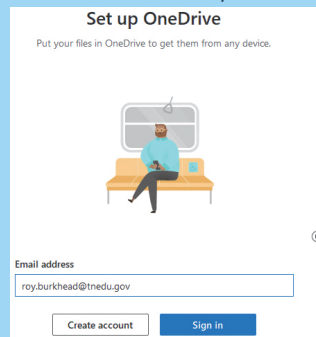 Set up OneDrive
Put your files in OneDrive to get them from any device.
Email address
roy.burkhead@tnedu.gov
Create account
Sign in